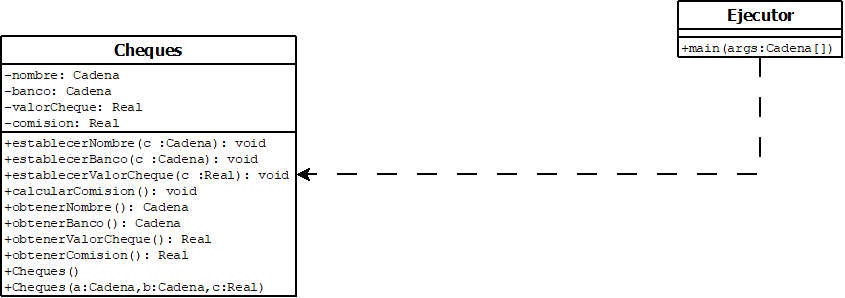 Cheques
-nombre: Cadena
-banco: Cadena
-valorCheque: Real
-comision: Real
+establecerNombre(c :Cadena): void
+establecerBanco(c :Cadena): void
+establecerValorCheque(c :Real): void
+calcularComision(): void
+obtenerNombre(): Cadena
+obtenerBanco(): Cadena
+obtenerValorCheque(): Real
+obtenerComision(): Real
+Cheques()
+Cheques(a:Cadena,b:Cadena,c:Real)
Ejecutor
+main(args:Cadena[])